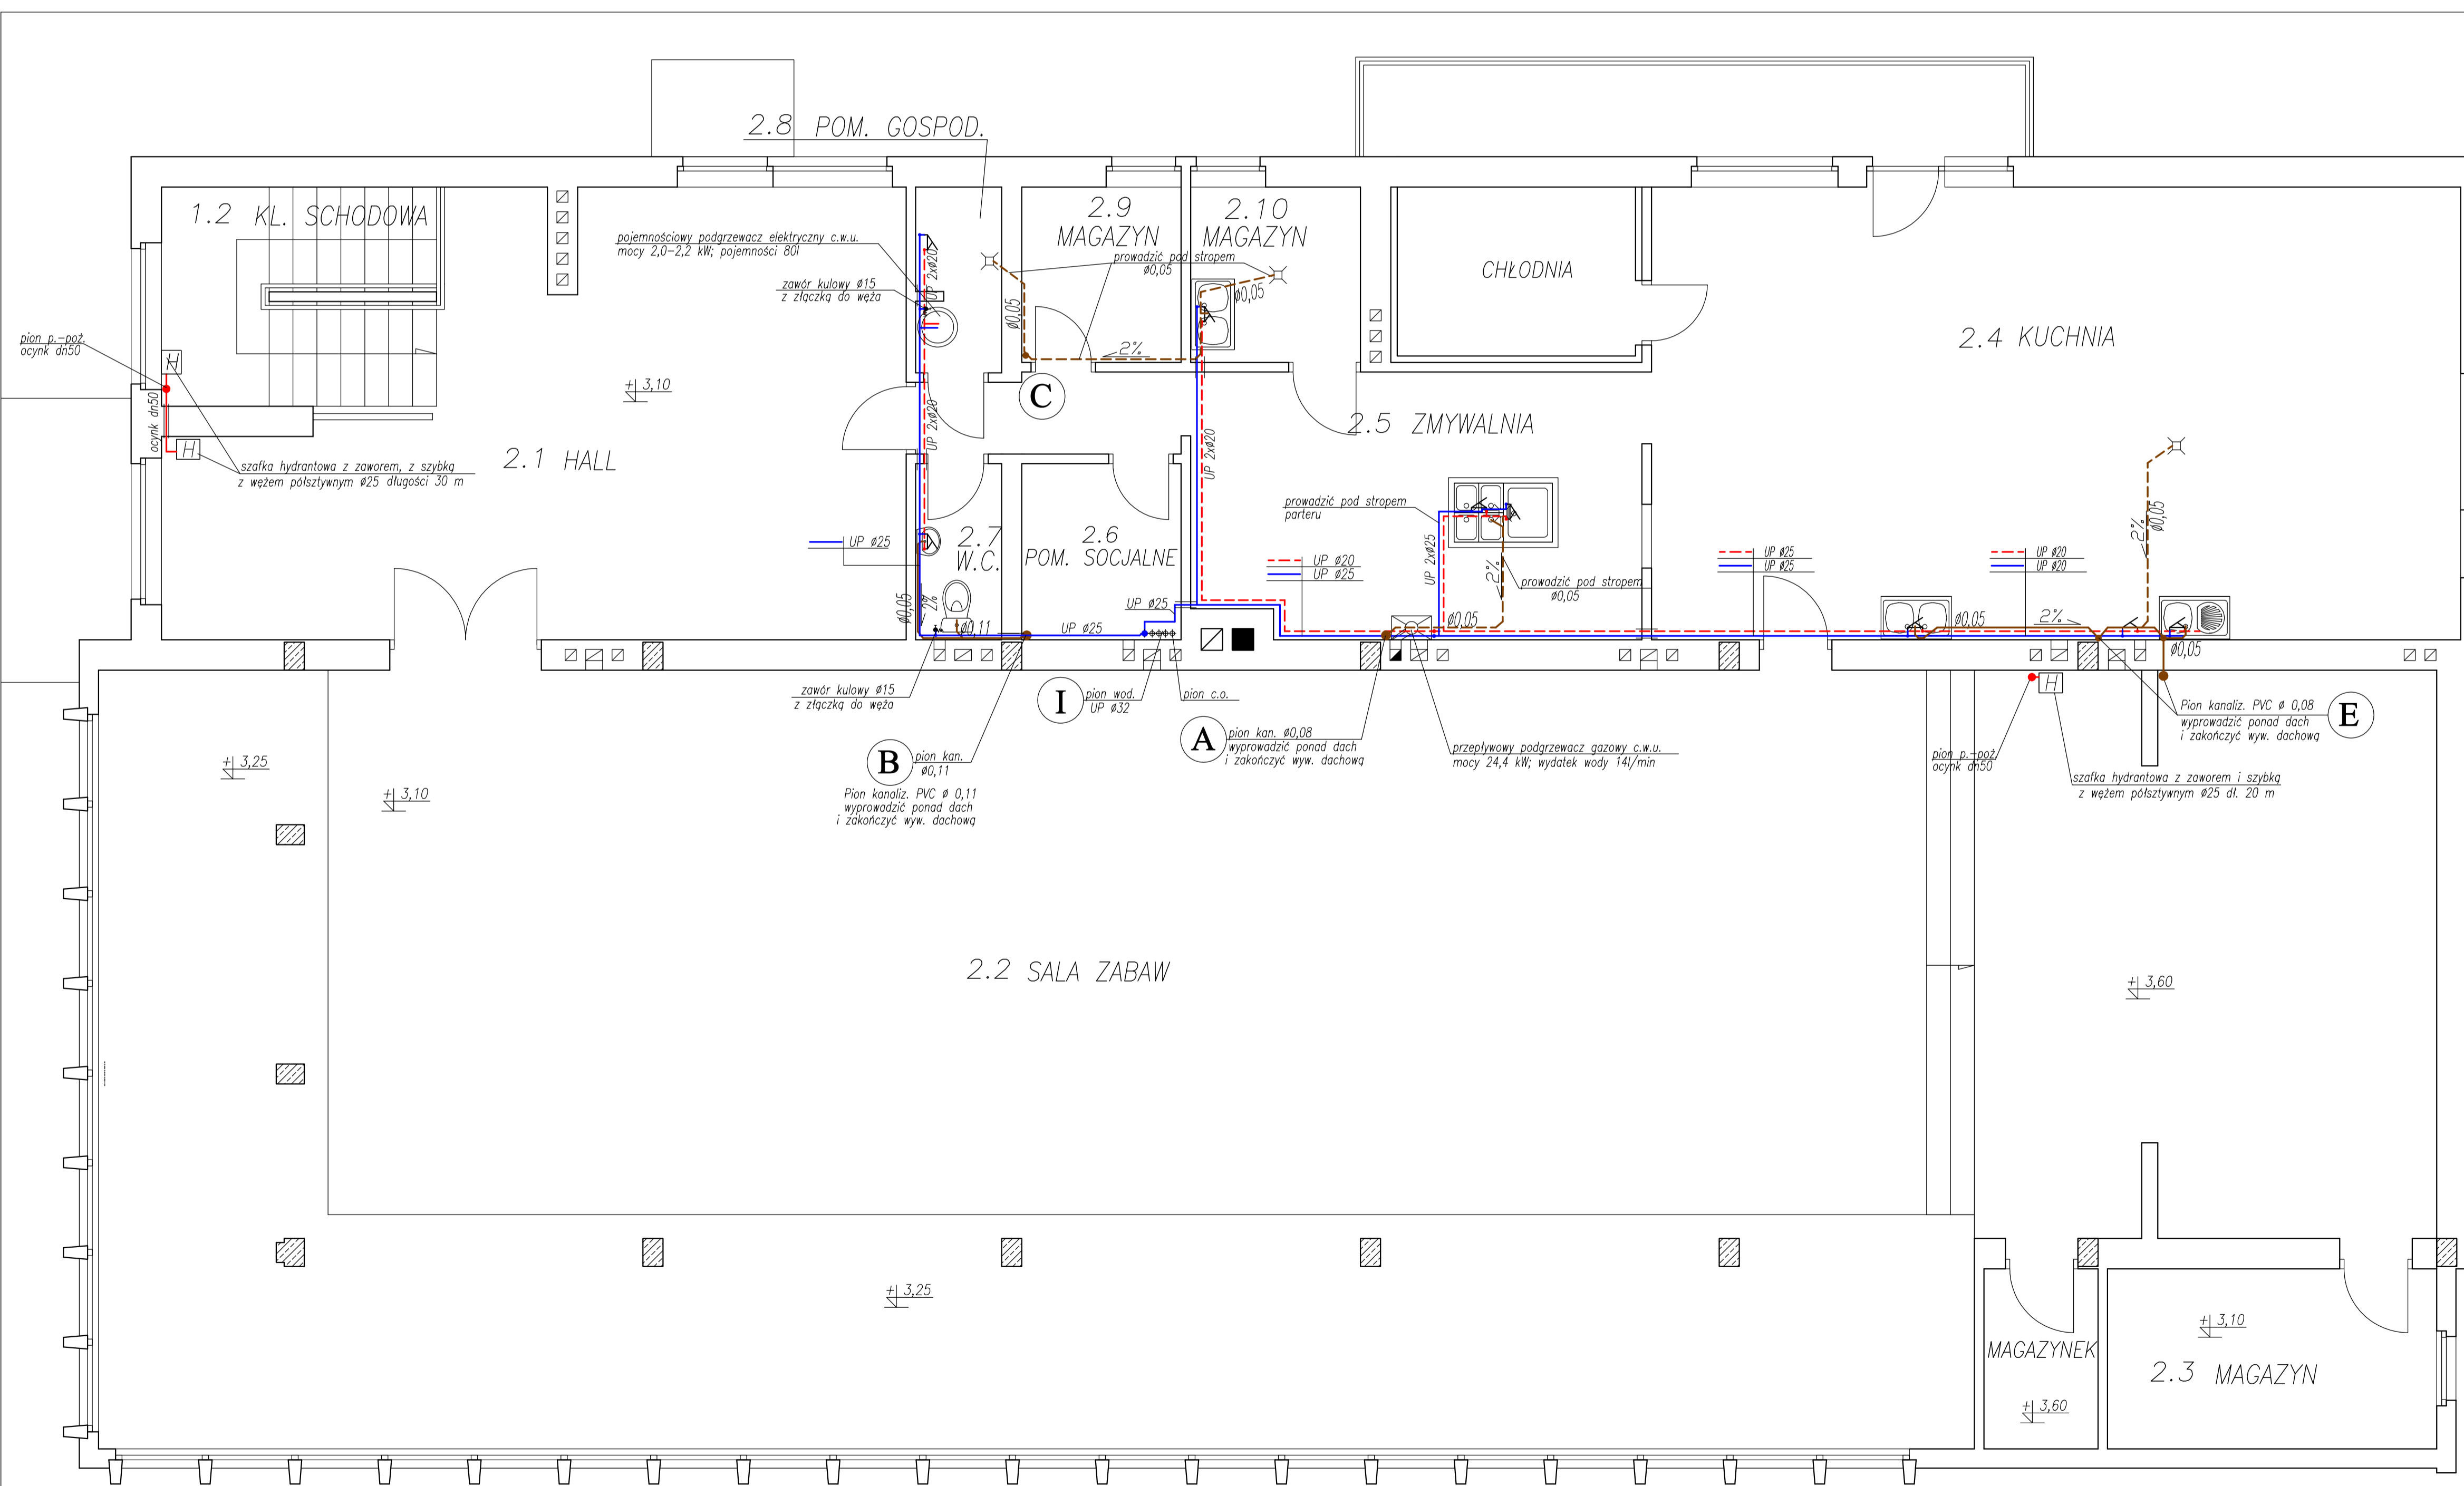 2.8 POM. GOSPOD.
1.2 KL. SCHODOWA
pojemnościowy podgrzewacz elektryczny c.w.u.
mocy 2,0-2,2 kW; pojemności 80l
zawór kulowy ø15
z złączką do węża
UP 2xø20
2.9
MAGAZYN
2.10
MAGAZYN
prowadzić pod stropem
ø0,05
ø0,05
ø0,05
2%
CHŁODNIA
2.4 KUCHNIA
pion p.-poż.
ocynk dn50
H
ocynk dn50
H
szafka hydrantowa z zaworem, z szybką
z wężem półsztywnym ø25 długości 30 m
+ 3,10
2.1 HALL
UP 2xø20
C
2.5 ZMYWALNIA
UP 2xø20
prowadzić pod stropem
parteru
UP ø25
2.7
W.C.
2.6
POM. SOCJALNE
UP ø20
UP ø25
UP 2xø25
2%
prowadzić pod stropem
ø0,05
UP ø25
UP ø25
UP ø20
UP ø20
2%
ø0,05
ø0,05
2%
ø0,11
UP ø25
UP ø25
ø0,05
ø0,05
2%
ø0,05
zawór kulowy ø15
z złączką do węża
I
pion wod.
UP ø32
pion c.o.
B
pion kan.
ø0,11
Pion kanaliz. PVC ø 0,11
wyprowadzić ponad dach
i zakończyć wyw. dachową
A
pion kan. ø0,08
wyprowadzić ponad dach
i zakończyć wyw. dachową
przepływowy podgrzewacz gazowy c.w.u.
mocy 24,4 kW; wydatek wody 14l/min
H
pion p.-poż.
ocynk dn50
Pion kanaliz. PVC ø 0,08
wyprowadzić ponad dach
i zakończyć wyw. dachową
E
szafka hydrantowa z zaworem i szybką
z wężem półsztywnym ø25 dł. 20 m
+ 3,25
+ 3,10
2.2 SALA ZABAW
+ 3,60
+ 3,25
MAGAZYNEK
+ 3,60
+ 3,10
2.3 MAGAZYN